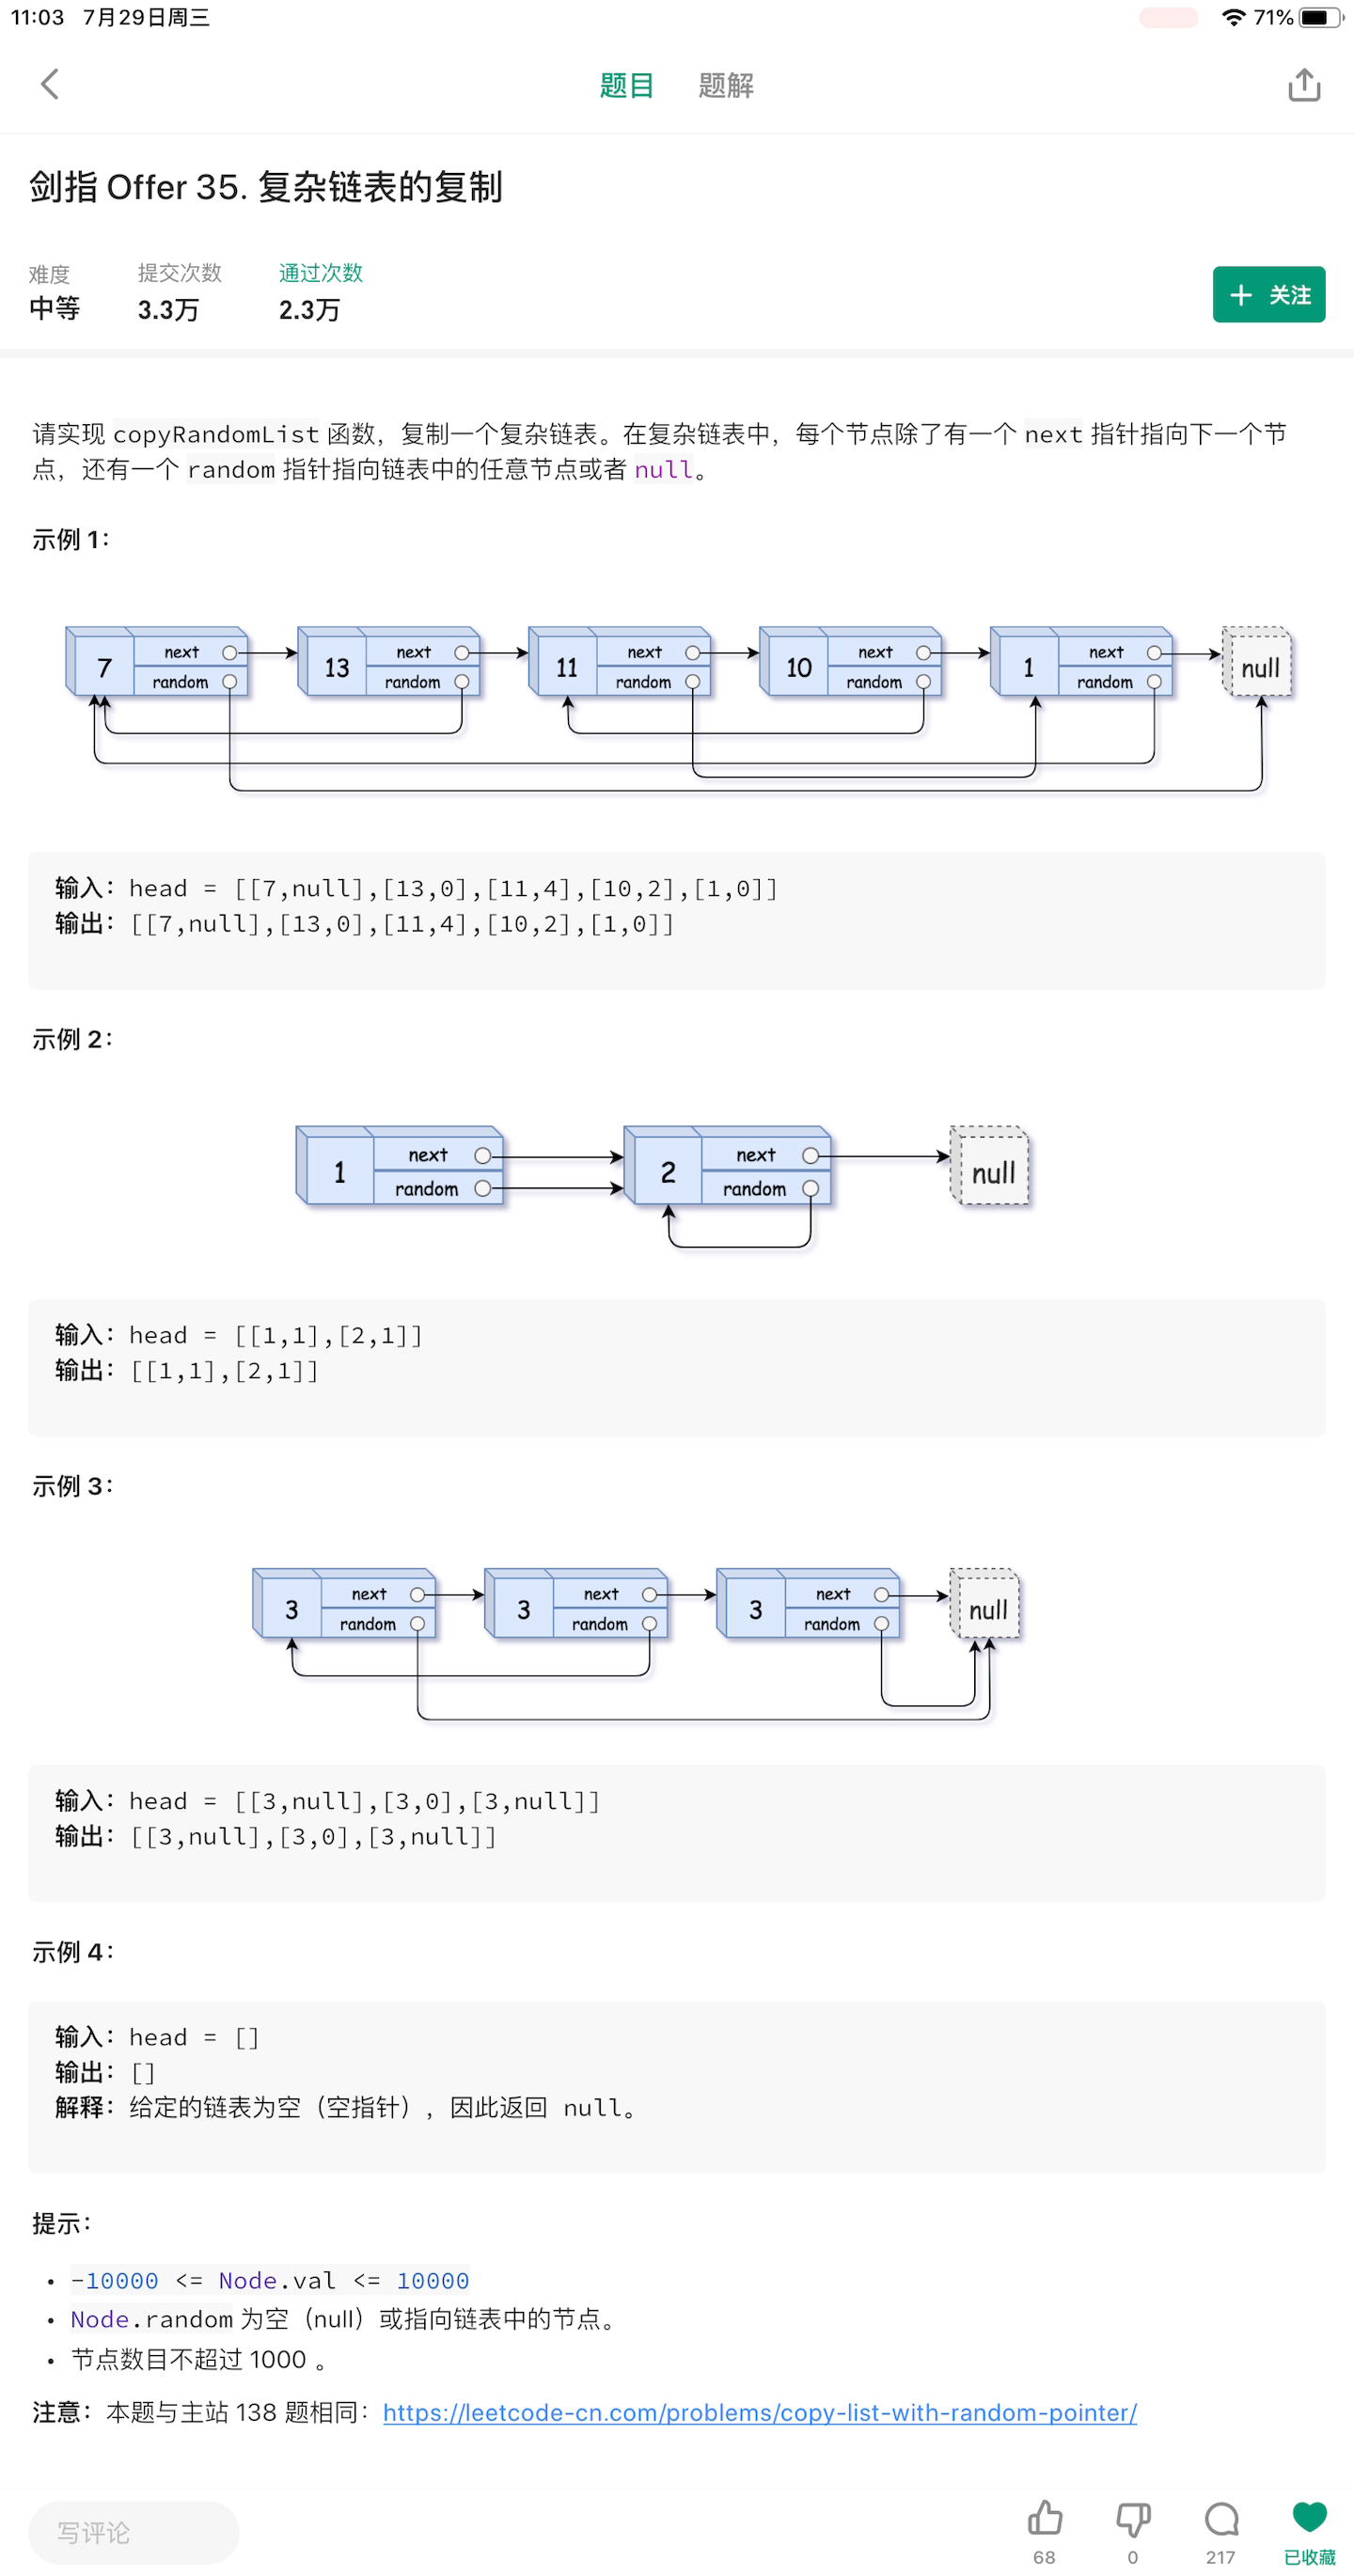 11:03 7月29日周三 71%
题目 题解
剑指 Offer 35. 复杂链表的复制
难度 提交次数 通过次数
中等 3.3万 2.3万
+ 关注
请实现 copyRandomList 函数，复制一个复杂链表。在复杂链表中，每个节点除了有一个 next 指针指向下一个节
点，还有一个 random 指针指向链表中的任意节点或者 null。
示例 1：
7 next random 13 next random 11 next random 10 next random 1 next random null
输入：head = [[7,null],[13,0],[11,4],[10,2],[1,0]]
输出：[[7,null],[13,0],[11,4],[10,2],[1,0]]
示例 2：
1 next random 2 next random null
输入：head = [[1,1],[2,1]]
输出：[[1,1],[2,1]]
示例 3：
3 next random 3 next random 3 next random null
输入：head = [[3,null],[3,0],[3,null]]
输出：[[3,null],[3,0],[3,null]]
示例 4：
输入：head = []
输出：[]
解释：给定的链表为空（空指针），因此返回 null。
提示：
• -10000 <= Node.val <= 10000
• Node.random 为空（null）或指向链表中的节点。
• 节点数目不超过 1000 。
注意：本题与主站 138 题相同：https://leetcode-cn.com/problems/copy-list-with-random-pointer/
写评论
68 0 217 已收藏